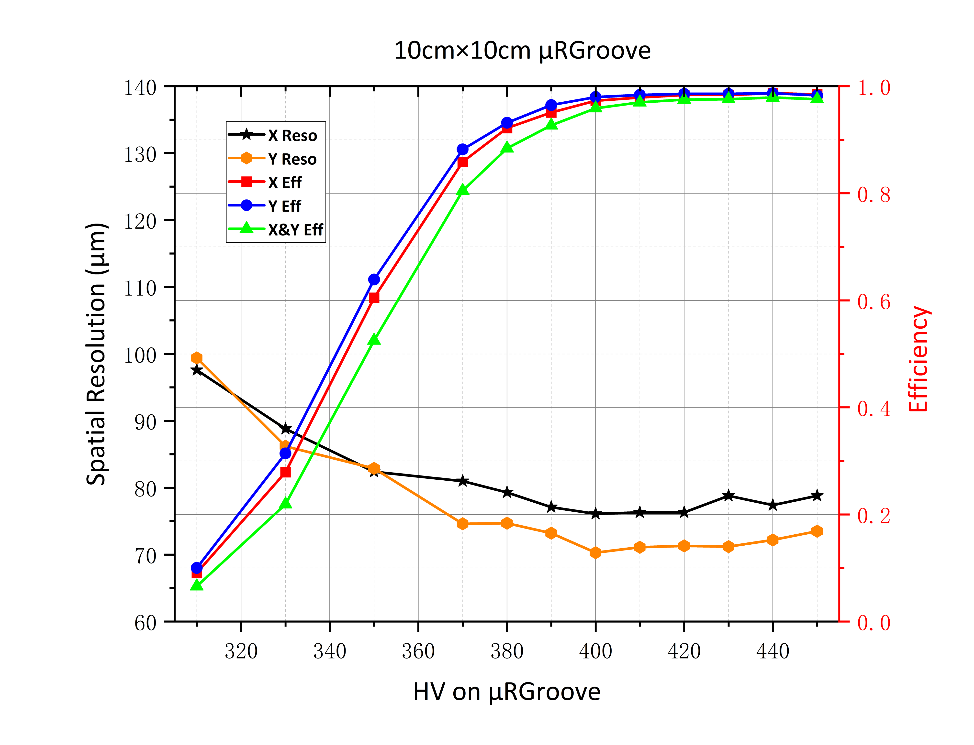 10cm×10cm μRGroove
X Reso
Y Reso
X Eff
Y Eff
X&Y Eff
Spatial Resolution (μm)
140
130
120
110
100
90
80
70
60
1.0
0.8
0.6
0.4
0.2
0.0
Efficiency
320 340 360 380 400 420 440
HV on μRGroove